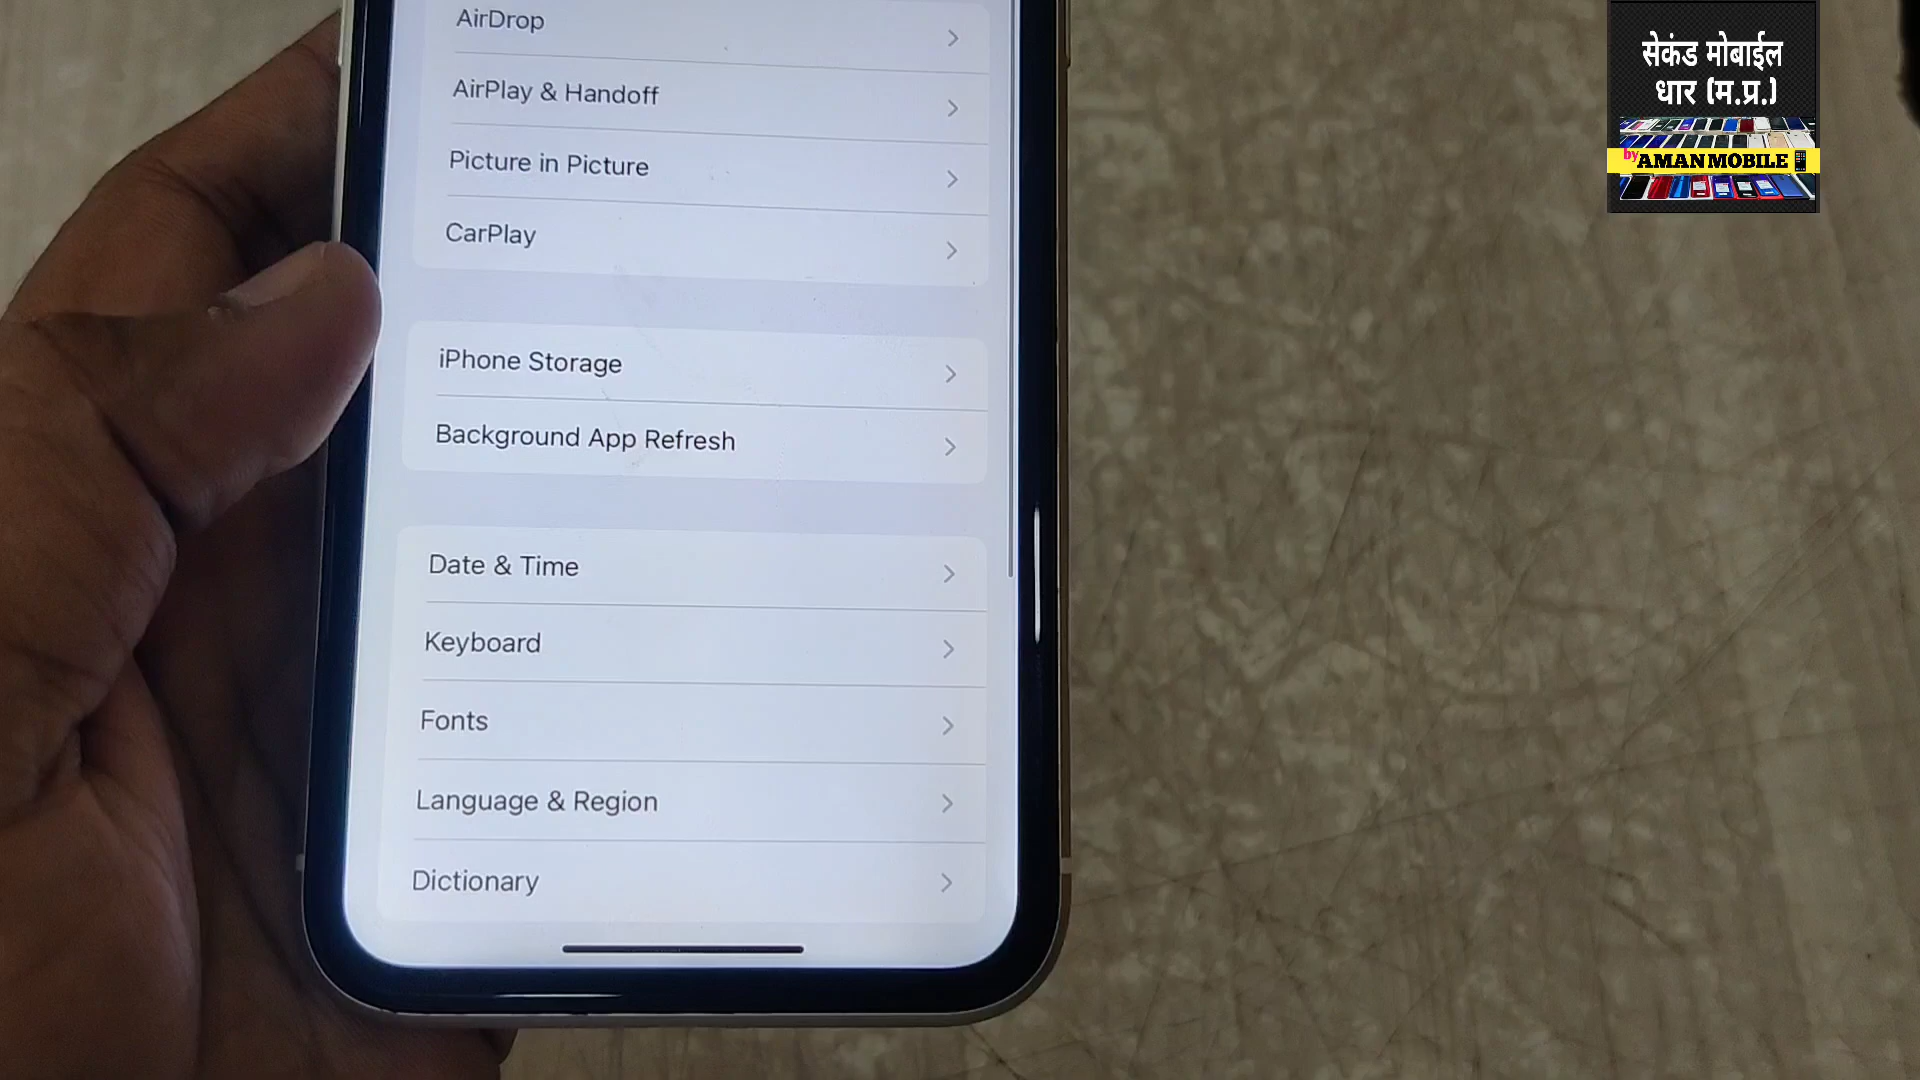 AirDrop
AirPlay & Handoff
Picture in Picture
CarPlay
iPhone Storage
Background App Refresh
Date & Time
Keyboard
Fonts
Language & Region
Dictionary
सेकंड मोबाईल
धार (म.प्र.)
by AMAN MOBILE